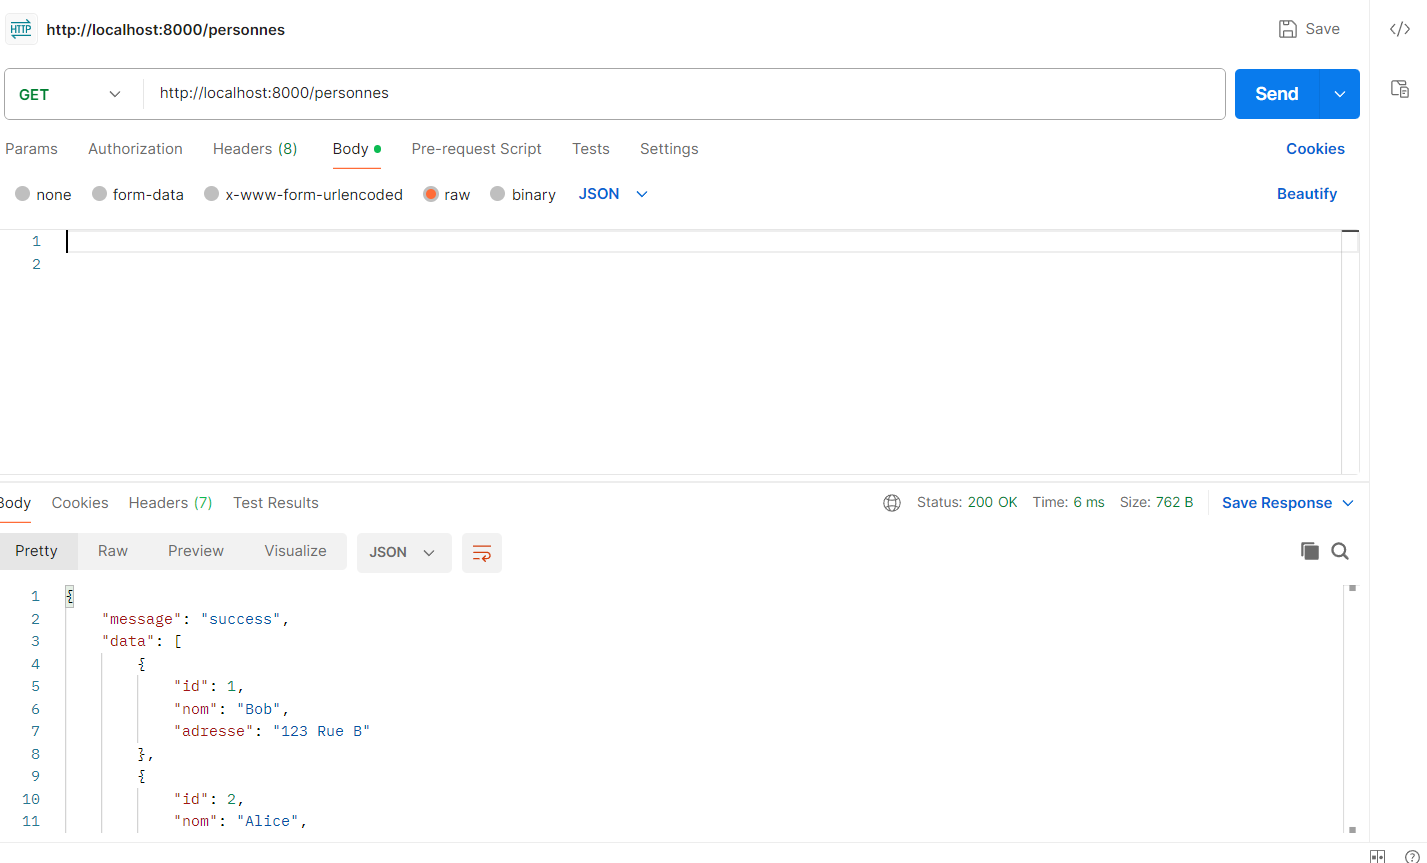 HTTP http://localhost:8000/personnes Save </>
GET http://localhost:8000/personnes Send
Params Authorization Headers (8) Body Pre-request Script Tests Settings Cookies
none form-data x-www-form-urlencoded raw binary JSON Beautify
1
2
Body Cookies Headers (7) Test Results Status: 200 OK Time: 6 ms Size: 762 B Save Response
Pretty Raw Preview Visualize JSON
1 {
2 "message": "success",
3 "data": [
4 {
5 "id": 1,
6 "nom": "Bob",
7 "adresse": "123 Rue B"
8 },
9 {
10 "id": 2,
11 "nom": "Alice",